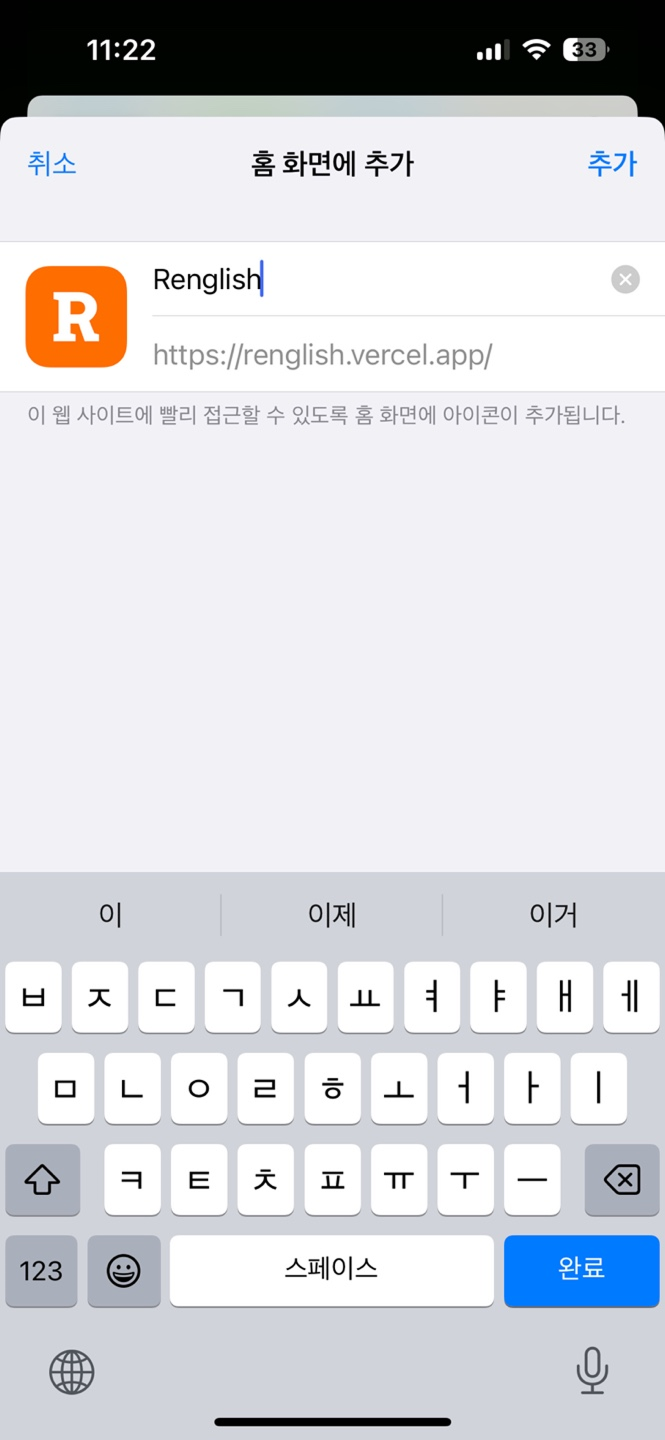 11:22
33
취소
홈 화면에 추가
추가
R
Renglish
https://renglish.vercel.app/
이 웹 사이트에 빨리 접근할 수 있도록 홈 화면에 아이콘이 추가됩니다.
이 이제 이거
ㅂ ㅈ ㄷ ㄱ ㅅ ㅛ ㅕ ㅑ ㅐ ㅔ
ㅁ ㄴ ㅇ ㄹ ㅎ ㅗ ㅓ ㅏ ㅣ
ㅋ ㅌ ㅊ ㅍ ㅠ ㅜ ㅡ
123 스페이스 완료